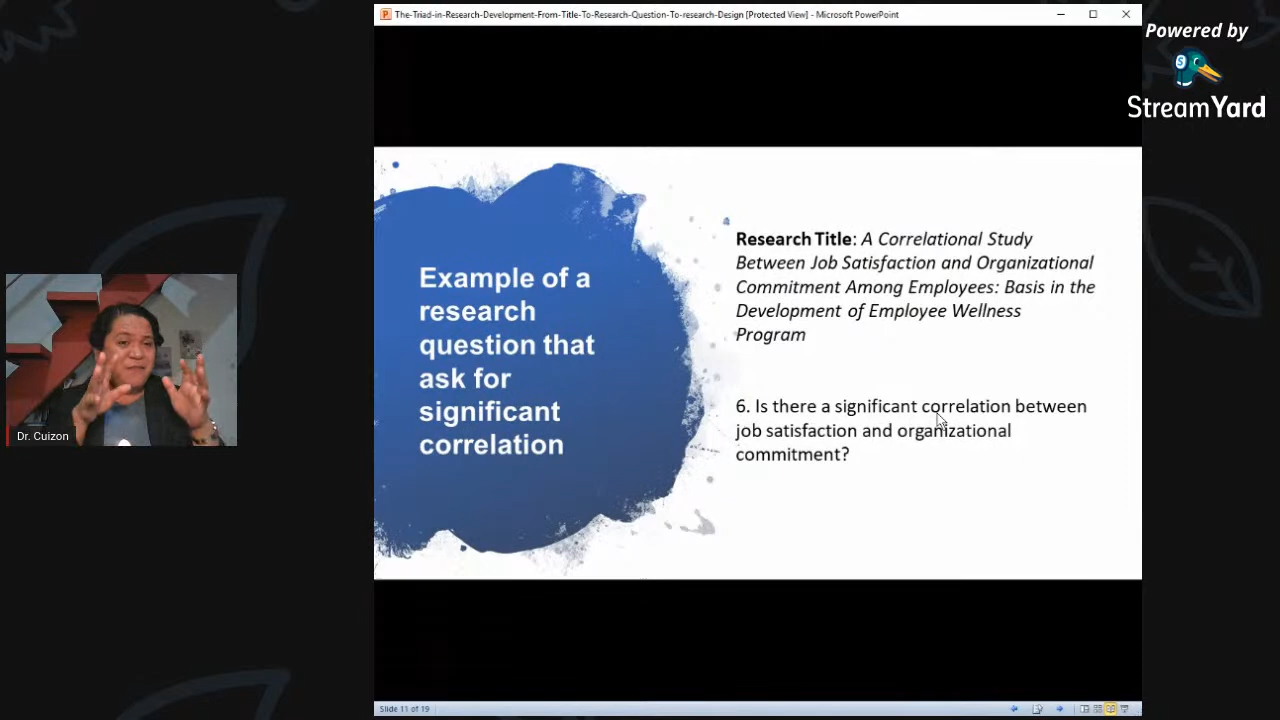 The-Triad-in-Research-Development-From-Title-To-Research-Question-To-research-Design [Protected View] - Microsoft PowerPoint
Powered by
S
StreamYard
Example of a
research
question that
ask for
significant
correlation
Research Title: A Correlational Study
Between Job Satisfaction and Organizational
Commitment Among Employees: Basis in the
Development of Employee Wellness
Program
6. Is there a significant correlation between
job satisfaction and organizational
commitment?
Dr. Cuizon
Slide 11 of 19